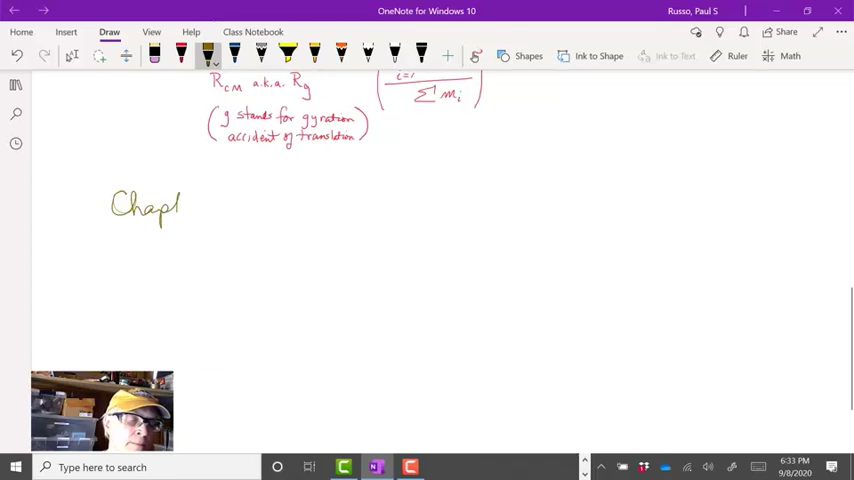 OneNote for Windows 10
Russo, Paul S
Home Insert Draw View Help Class Notebook
Share
Shapes Ink to Shape Ink to Text Ruler Math
R_CM a.k.a. R_g
i=1
∑ m_i
(g stands for gyration
accident of translation)
Chapt
Type here to search
6:33 PM
9/8/2020